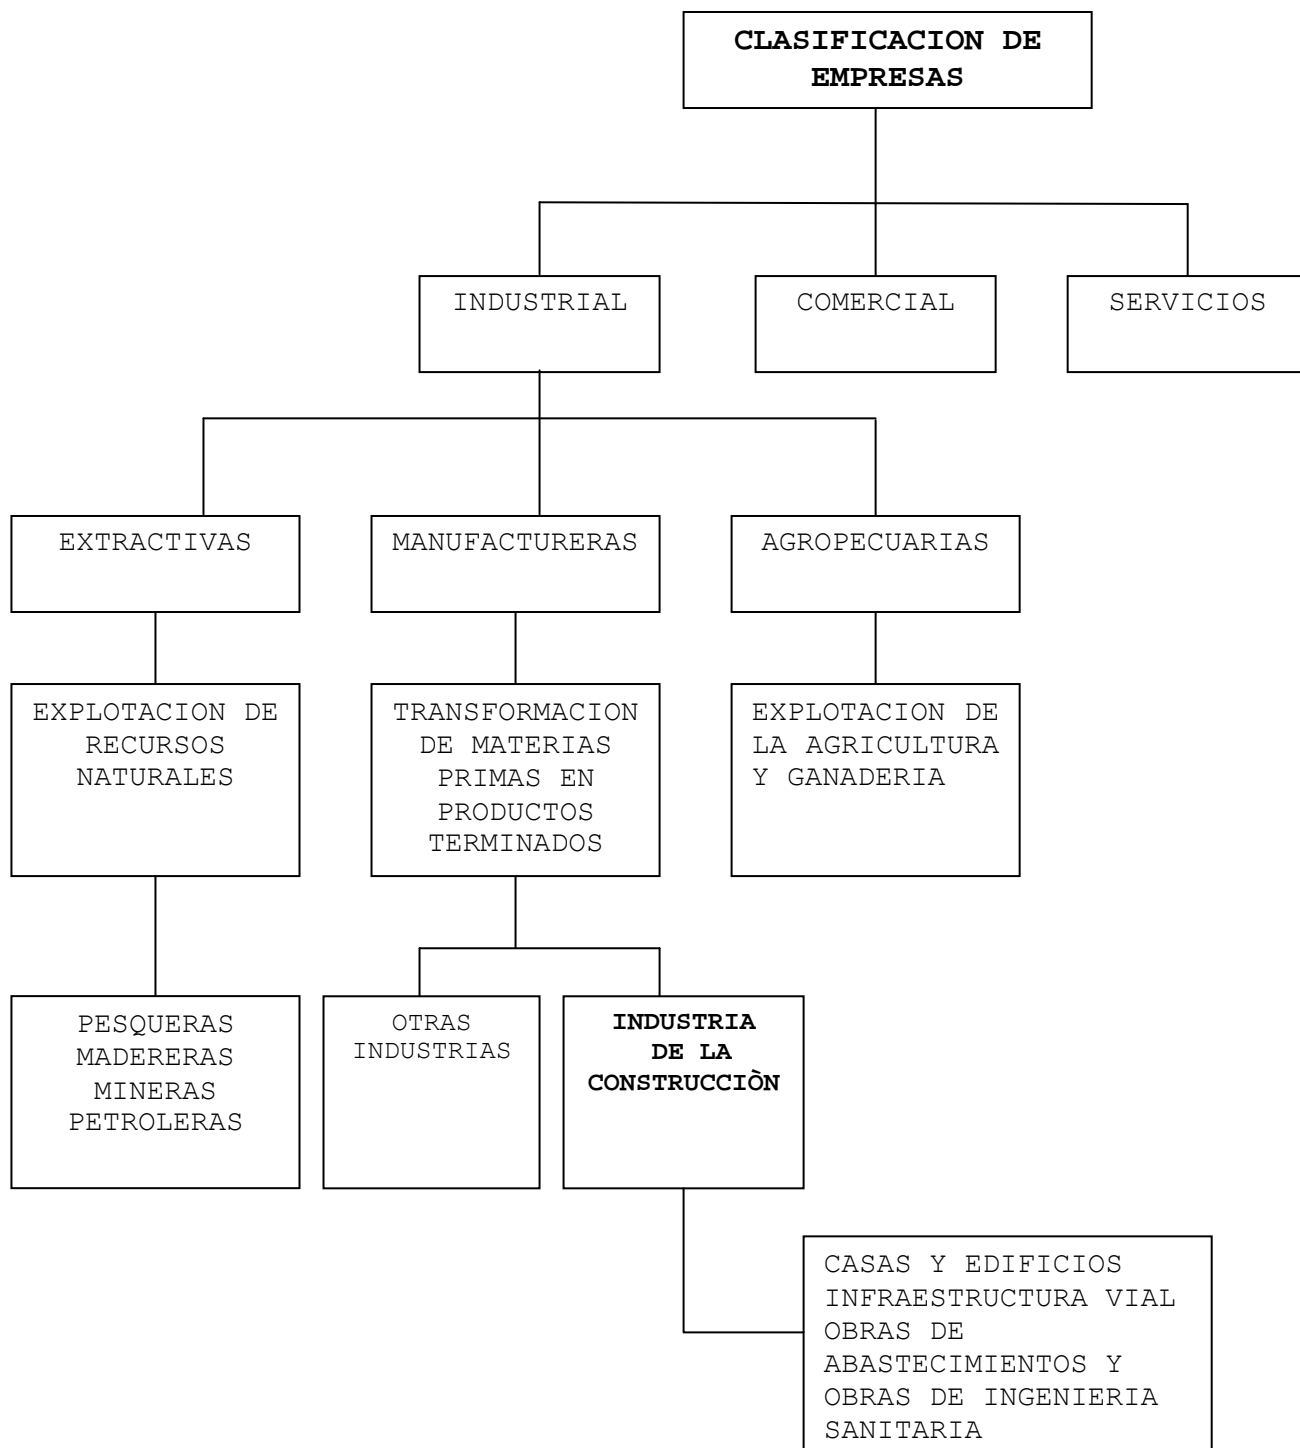 CLASIFICACION DE
EMPRESAS
INDUSTRIAL
COMERCIAL
SERVICIOS
EXTRACTIVAS
MANUFACTURERAS
AGROPECUARIAS
EXPLOTACION DE
RECURSOS
NATURALES
TRANSFORMACION
DE MATERIAS
PRIMAS EN
PRODUCTOS
TERMINADOS
EXPLOTACION DE
LA AGRICULTURA
Y GANADERIA
PESQUERAS
MADERERAS
MINERAS
PETROLERAS
OTRAS
INDUSTRIAS
INDUSTRIA
DE LA
CONSTRUCCIÒN
CASAS Y EDIFICIOS
INFRAESTRUCTURA VIAL
OBRAS DE
ABASTECIMIENTOS Y
OBRAS DE INGENIERIA
SANITARIA